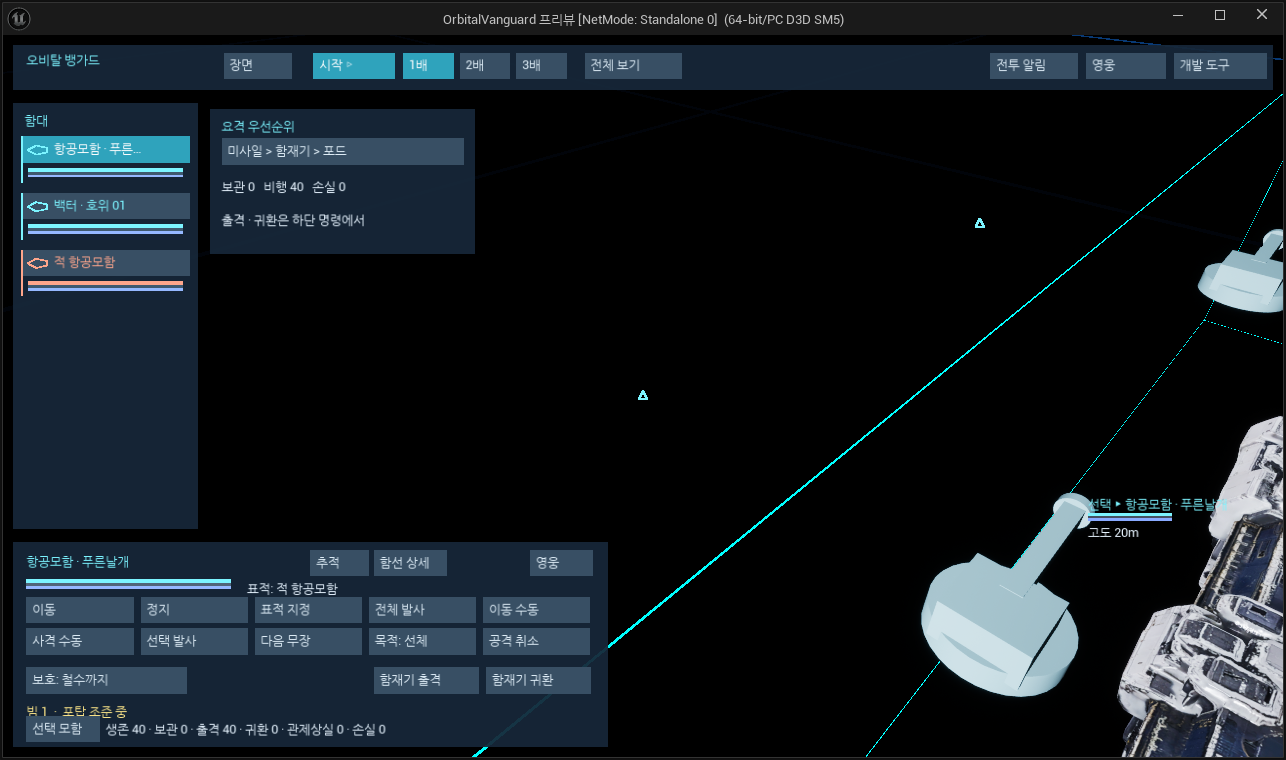 OrbitalVanguard 프리뷰 [NetMode: Standalone 0] (64-bit/PC D3D SM5)
오비탈 뱅가드 장면 시작 1배 2배 3배 전체 보기 전투 알림 영웅 개발 도구
함대
항공모함 · 푸른...
벡터 · 호위 01
적 항공모함
요격 우선순위
미사일 > 함재기 > 포드
보관 0 비행 40 손실 0
출격 · 귀환은 하단 명령에서
선택 ▸ 항공모함 · 푸른날개
고도 20m
항공모함 · 푸른날개 추적 함선 상세 영웅
표적: 적 항공모함
이동 정지 표적 지정 전체 발사 이동 수동
사격 수동 선택 발사 다음 무장 목적: 선체 공격 취소
보호: 철수까지 함재기 출격 함재기 귀환
빔 1 · 포탑 조준 중
선택 모함 생존 40 · 보관 0 · 출격 40 · 귀환 0 · 관제상실 0 · 손실 0